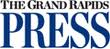 THE GRAND RAPIDS
PRESS